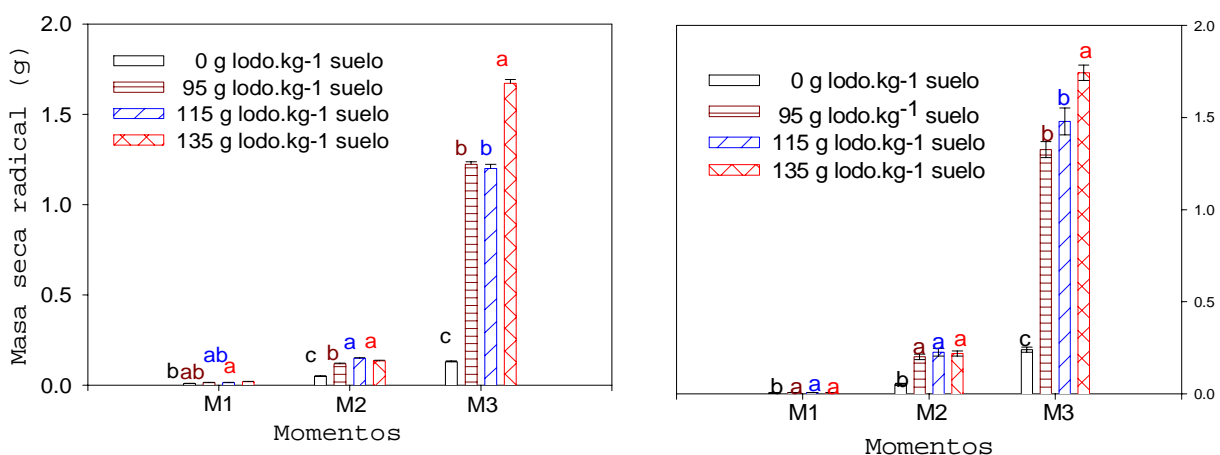 Masa seca radical (g)
2.0
1.5
1.0
0.5
0.0
0 g lodo.kg-1 suelo
95 g lodo.kg-1 suelo
115 g lodo.kg-1 suelo
135 g lodo.kg-1 suelo
b ab ab a
c b a a
c b b a
M1 M2 M3
Momentos
2.0
1.5
1.0
0.5
0.0
0 g lodo.kg-1 suelo
95 g lodo.kg-1 suelo
115 g lodo.kg-1 suelo
135 g lodo.kg-1 suelo
b a a a
b a a a
c b b a
M1 M2 M3
Momentos